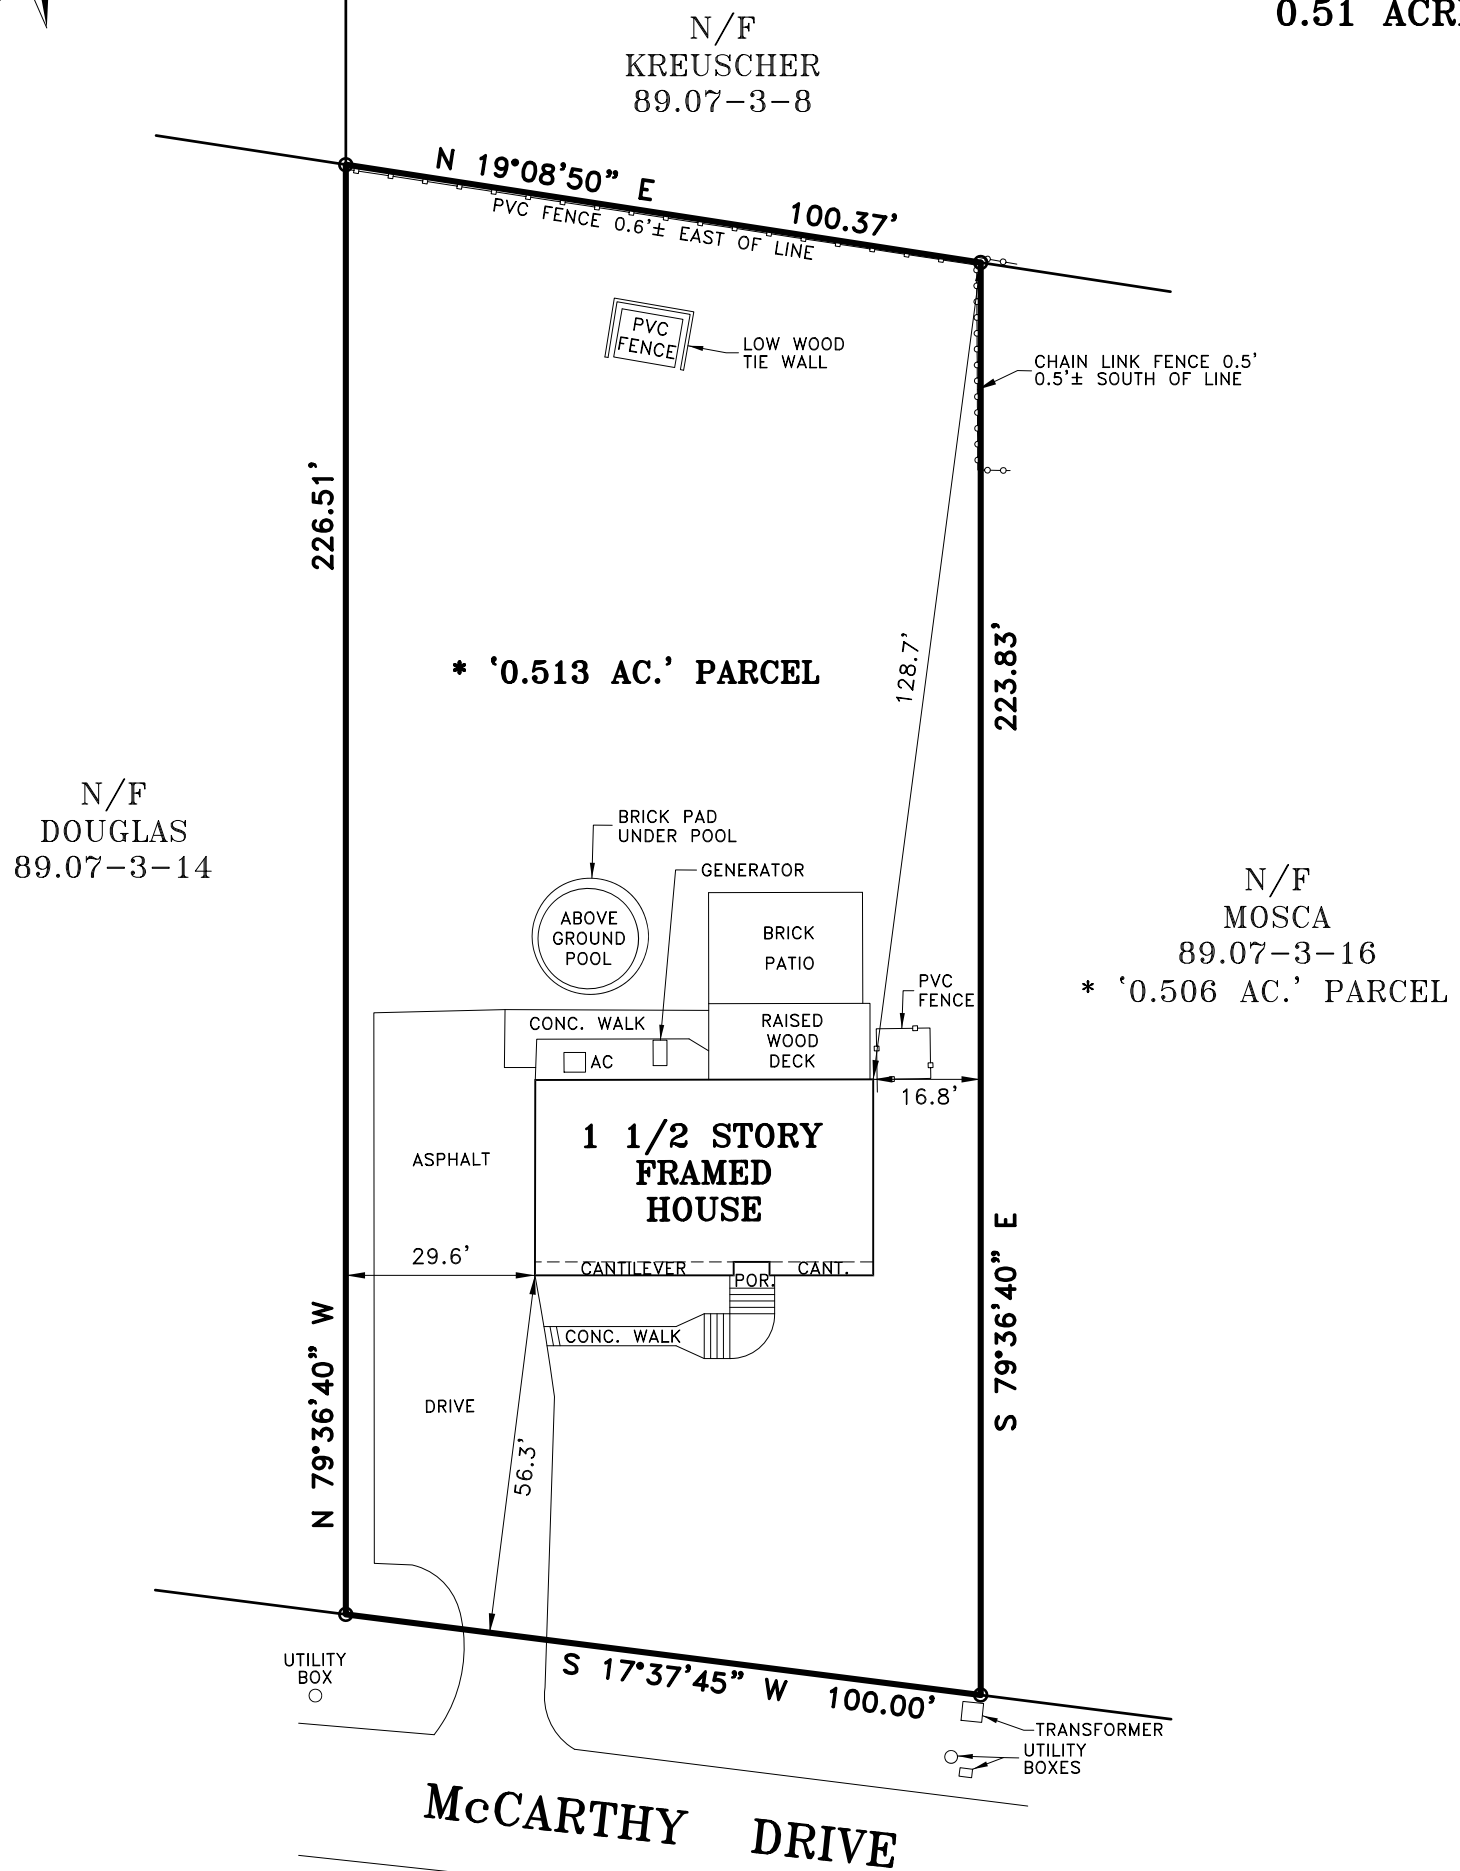 0.51 ACR
N/F
KREUSCHER
89.07-3-8
N 19°08'50" E 100.37'
PVC FENCE 0.6'± EAST OF LINE
PVC
FENCE
LOW WOOD
TIE WALL
CHAIN LINK FENCE 0.5'
0.5'± SOUTH OF LINE
226.51'
223.83'
128.7'
* '0.513 AC.' PARCEL
N/F
DOUGLAS
89.07-3-14
BRICK PAD
UNDER POOL
GENERATOR
ABOVE
GROUND
POOL
BRICK
PATIO
N/F
MOSCA
89.07-3-16
* '0.506 AC.' PARCEL
PVC
FENCE
CONC. WALK
RAISED
WOOD
DECK
AC
16.8'
1 1/2 STORY
FRAMED
HOUSE
ASPHALT
29.6'
CANTILEVER
CANT.
POR.
CONC. WALK
S 79°36'40" E
N 79°36'40" W
DRIVE
56.3'
UTILITY
BOX
S 17°37'45" W 100.00'
TRANSFORMER
UTILITY
BOXES
McCARTHY DRIVE